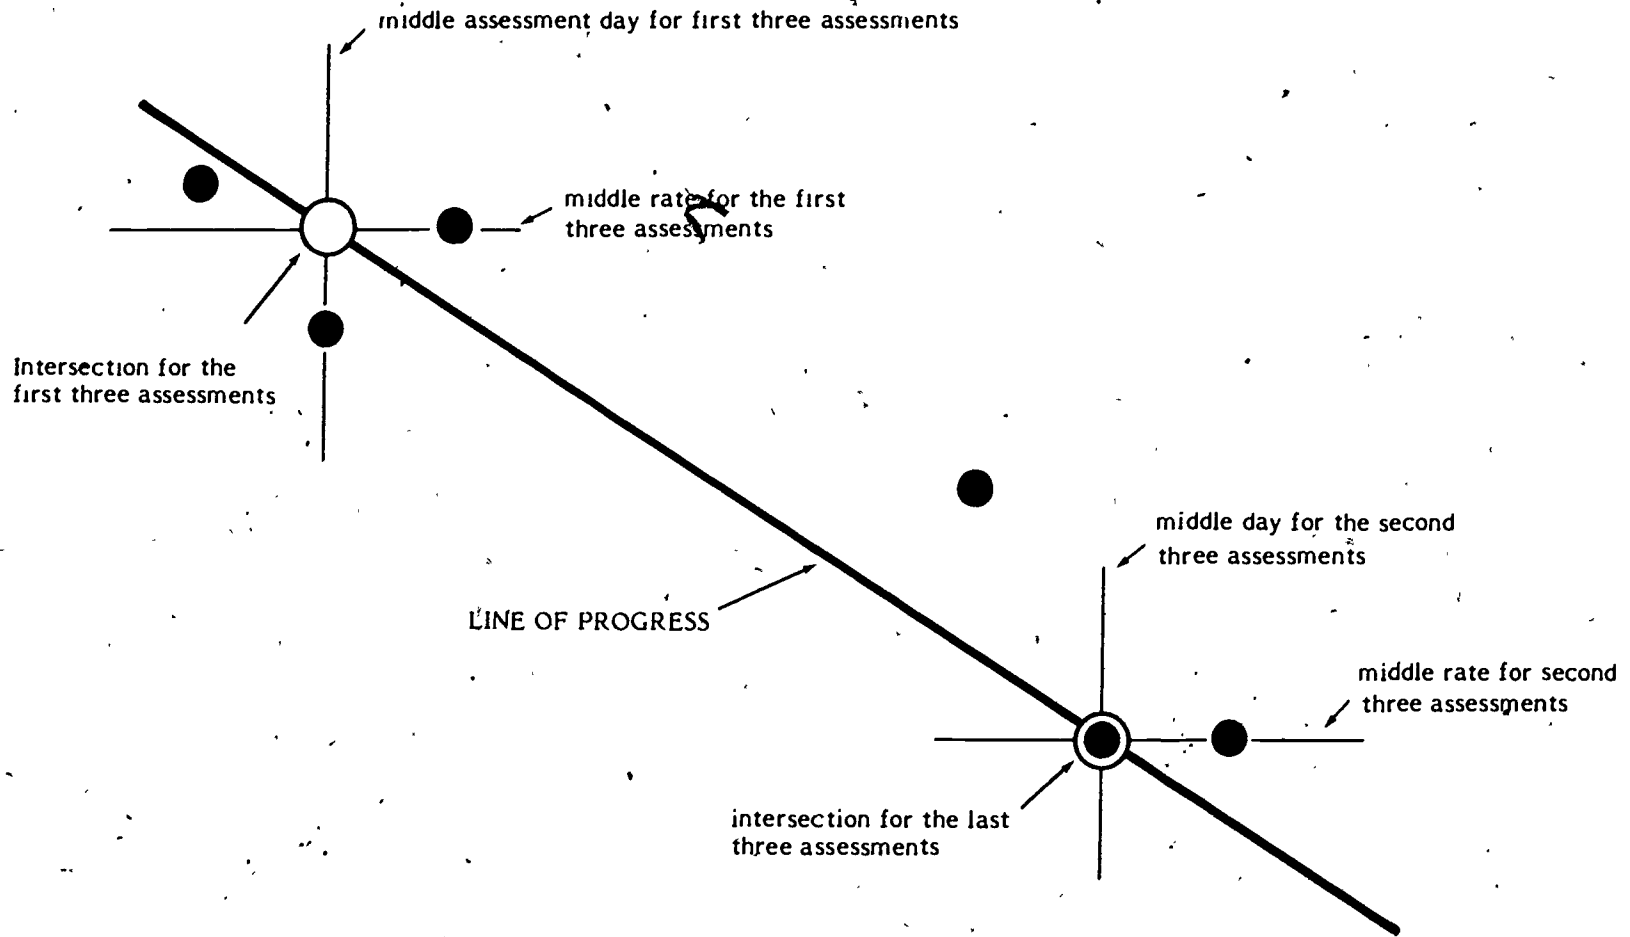 middle assessment day for first three assessments
middle rate for the first
three assessments
Intersection for the
first three assessments
middle day for the second
three assessments
LINE OF PROGRESS
middle rate for second
three assessments
intersection for the last
three assessments